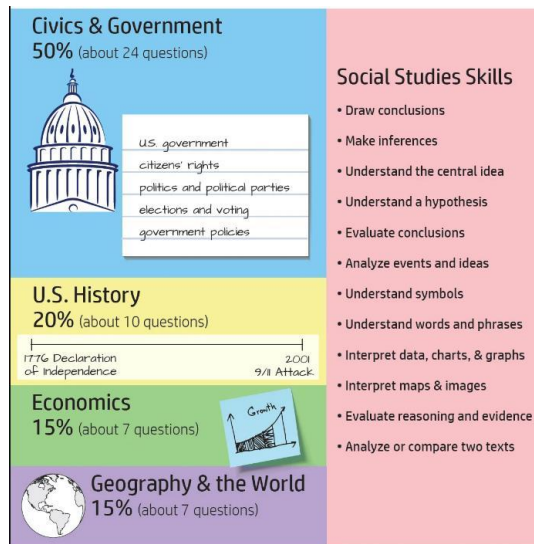 Civics & Government
50% (about 24 questions)
U.S. government
citizens' rights
politics and political parties
elections and voting
government policies
U.S. History
20% (about 10 questions)
1776 Declaration
of Independence
2001
9/11 Attack
Economics
15% (about 7 questions)
Growth
Geography & the World
15% (about 7 questions)
Social Studies Skills
• Draw conclusions
• Make inferences
• Understand the central idea
• Understand a hypothesis
• Evaluate conclusions
• Analyze events and ideas
• Understand symbols
• Understand words and phrases
• Interpret data, charts, & graphs
• Interpret maps & images
• Evaluate reasoning and evidence
• Analyze or compare two texts